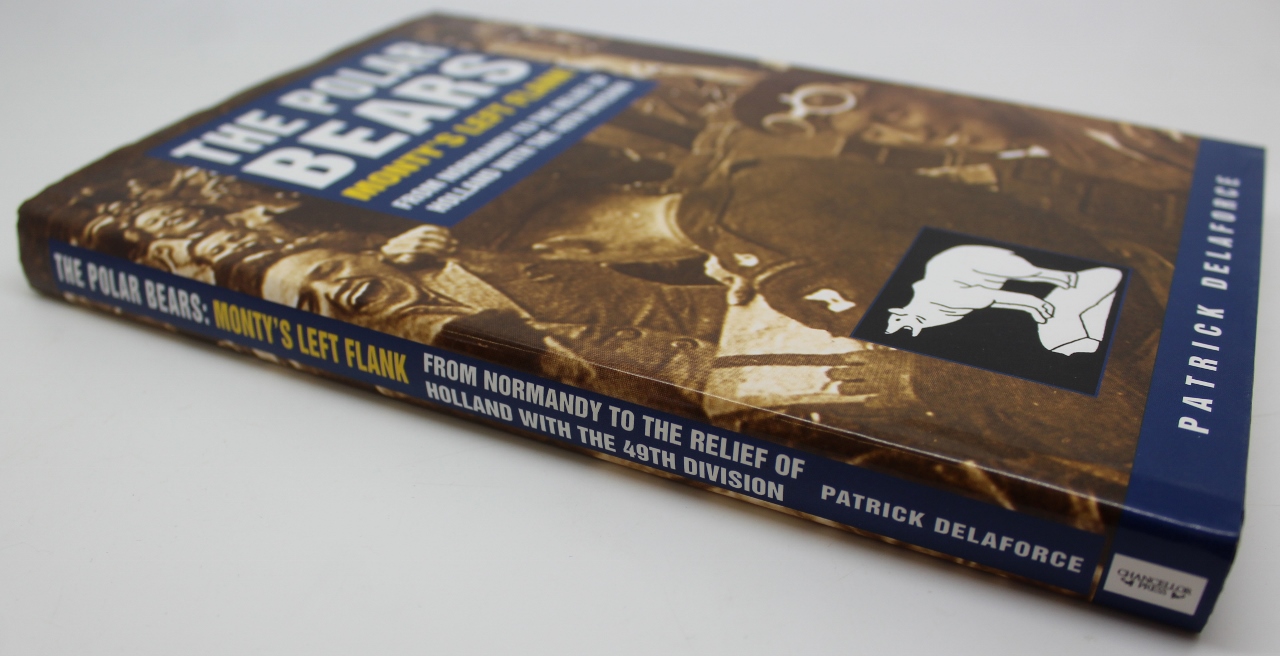 THE POLAR
BEARS
MONTY'S LEFT FLANK
FROM NORMANDY TO THE RELIEF OF
HOLLAND WITH THE 49TH DIVISION
PATRICK DELAFORCE
THE POLAR BEARS: MONTY'S LEFT FLANK
FROM NORMANDY TO THE RELIEF OF
HOLLAND WITH THE 49TH DIVISION
PATRICK DELAFORCE
CHANCELLOR
PRESS